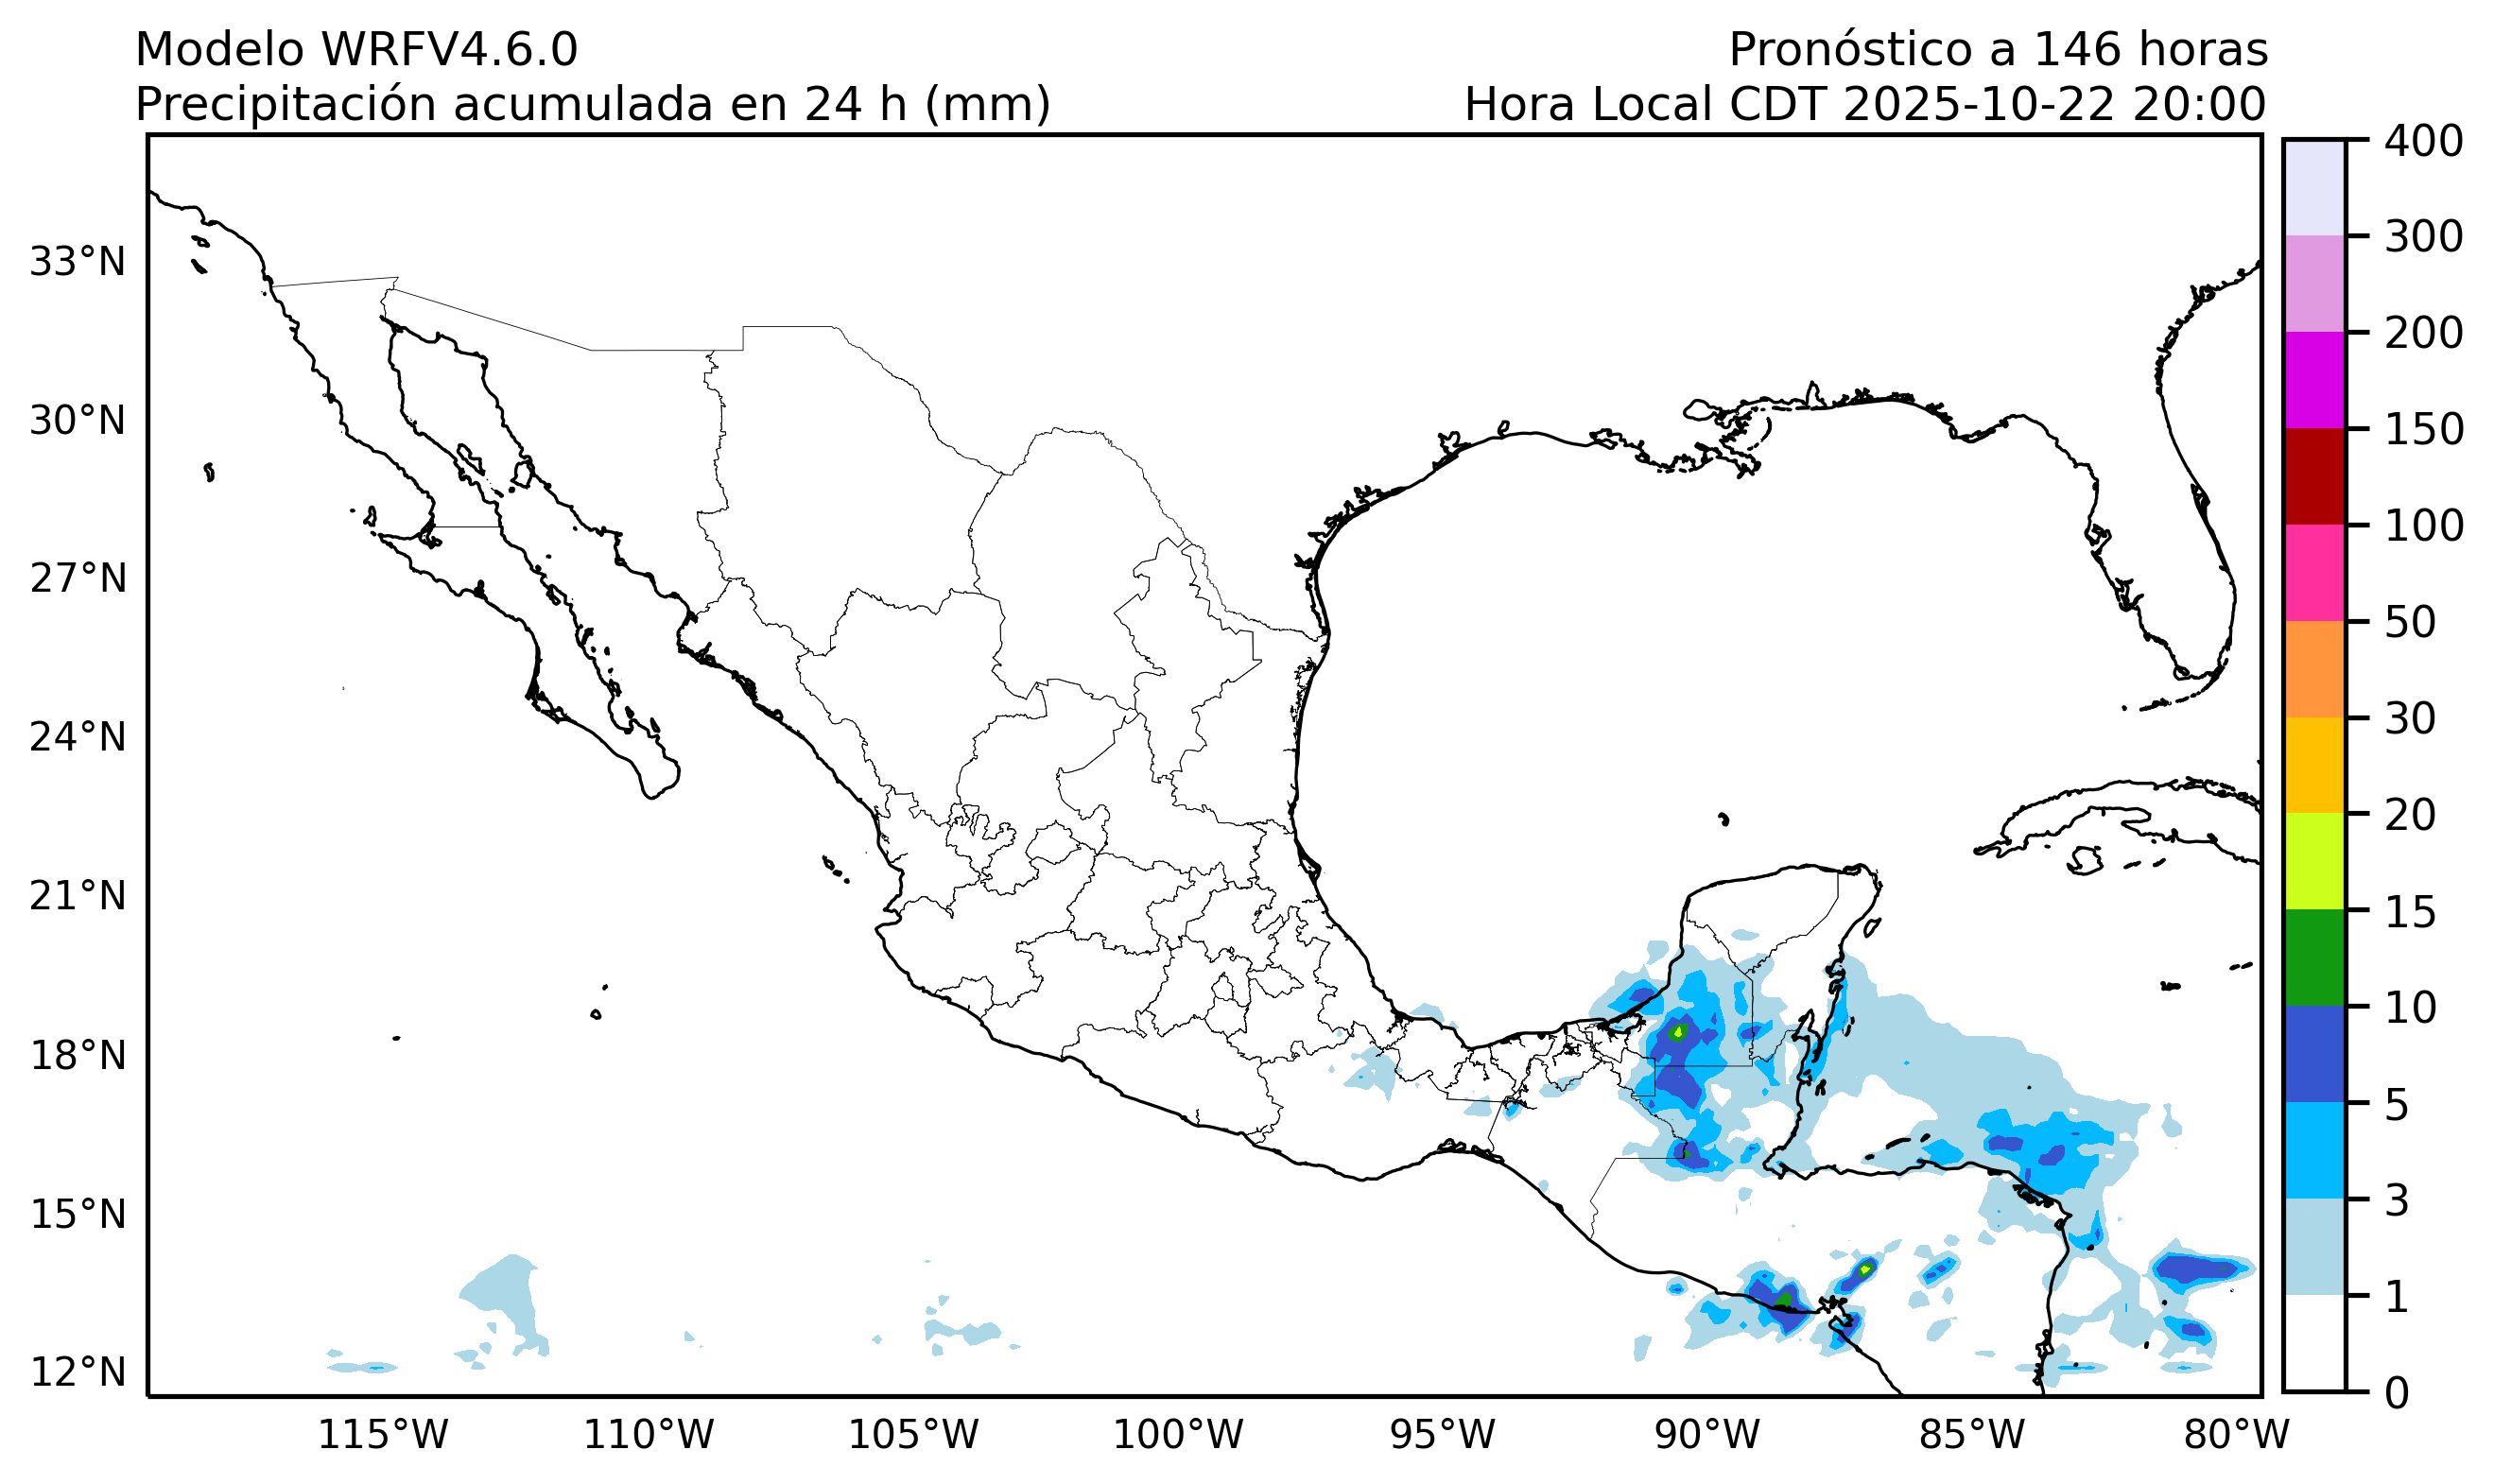 Modelo WRFV4.6.0
Pronóstico a 146 horas
Precipitación acumulada en 24 h (mm)
Hora Local CDT 2025-10-22 20:00
33°N
30°N
27°N
24°N
21°N
18°N
15°N
12°N
115°W
110°W
105°W
100°W
95°W
90°W
85°W
80°W
400
300
200
150
100
50
30
20
15
10
5
3
1
0